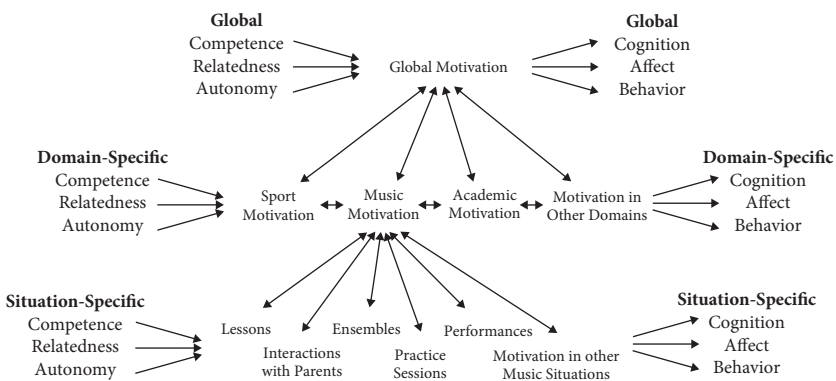 Global
Competence
Relatedness
Autonomy
Global Motivation
Global
Cognition
Affect
Behavior
Domain-Specific
Competence
Relatedness
Autonomy
Sport
Motivation
Music
Motivation
Academic
Motivation
Motivation in
Other Domains
Domain-Specific
Cognition
Affect
Behavior
Situation-Specific
Competence
Relatedness
Autonomy
Lessons
Interactions
with Parents
Ensembles
Practice
Sessions
Performances
Motivation in other
Music Situations
Situation-Specific
Cognition
Affect
Behavior